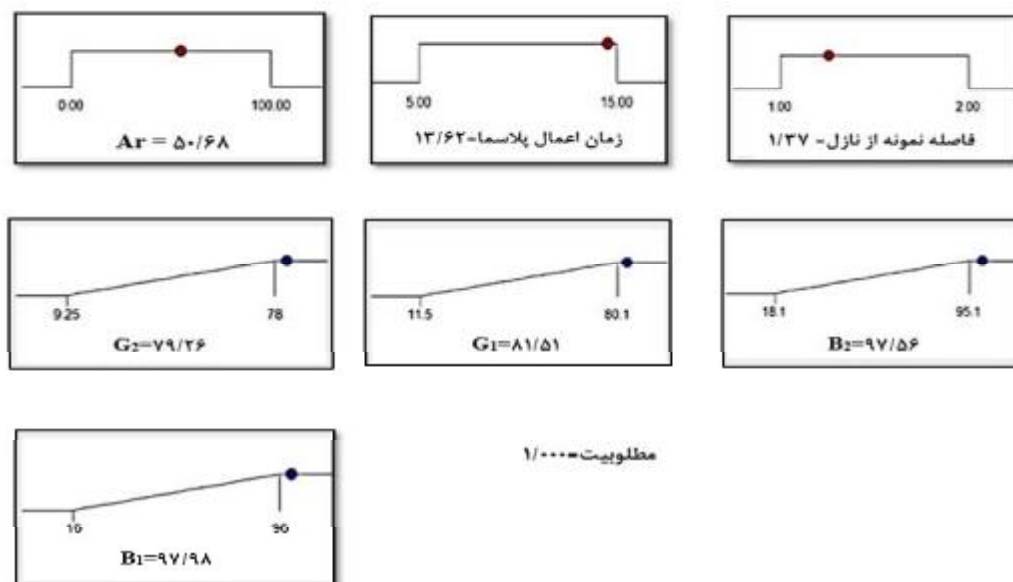 0.00 100.00
Ar = ۵۰/۶۸
5.00 15.00
زمان اعمال پلاسما=۱۳/۶۲
1.00 2.00
فاصله نمونه از نازل= ۱/۳۷
9.25 78
G₂=۷۹/۲۶
11.5 80.1
G₁=۸۱/۵۱
18.1 95.1
B₂=۹۷/۵۶
10 90
B₁=۹۷/۹۸
مطلوبیت=۱/۰۰۰